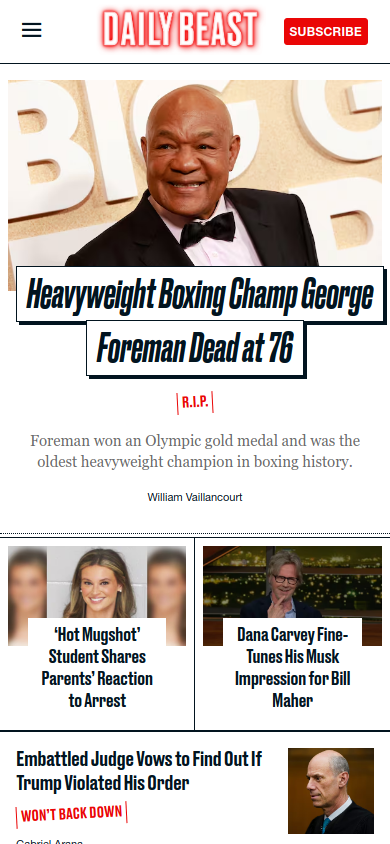 DAILY BEAST
SUBSCRIBE
BIG G
Heavyweight Boxing Champ George
Foreman Dead at 76
R.I.P.
Foreman won an Olympic gold medal and was the
oldest heavyweight champion in boxing history.
William Vaillancourt
‘Hot Mugshot’
Student Shares
Parents’ Reaction
to Arrest
Dana Carvey Fine-
Tunes His Musk
Impression for Bill
Maher
Embattled Judge Vows to Find Out If
Trump Violated His Order
WON'T BACK DOWN
Gabriel Arana